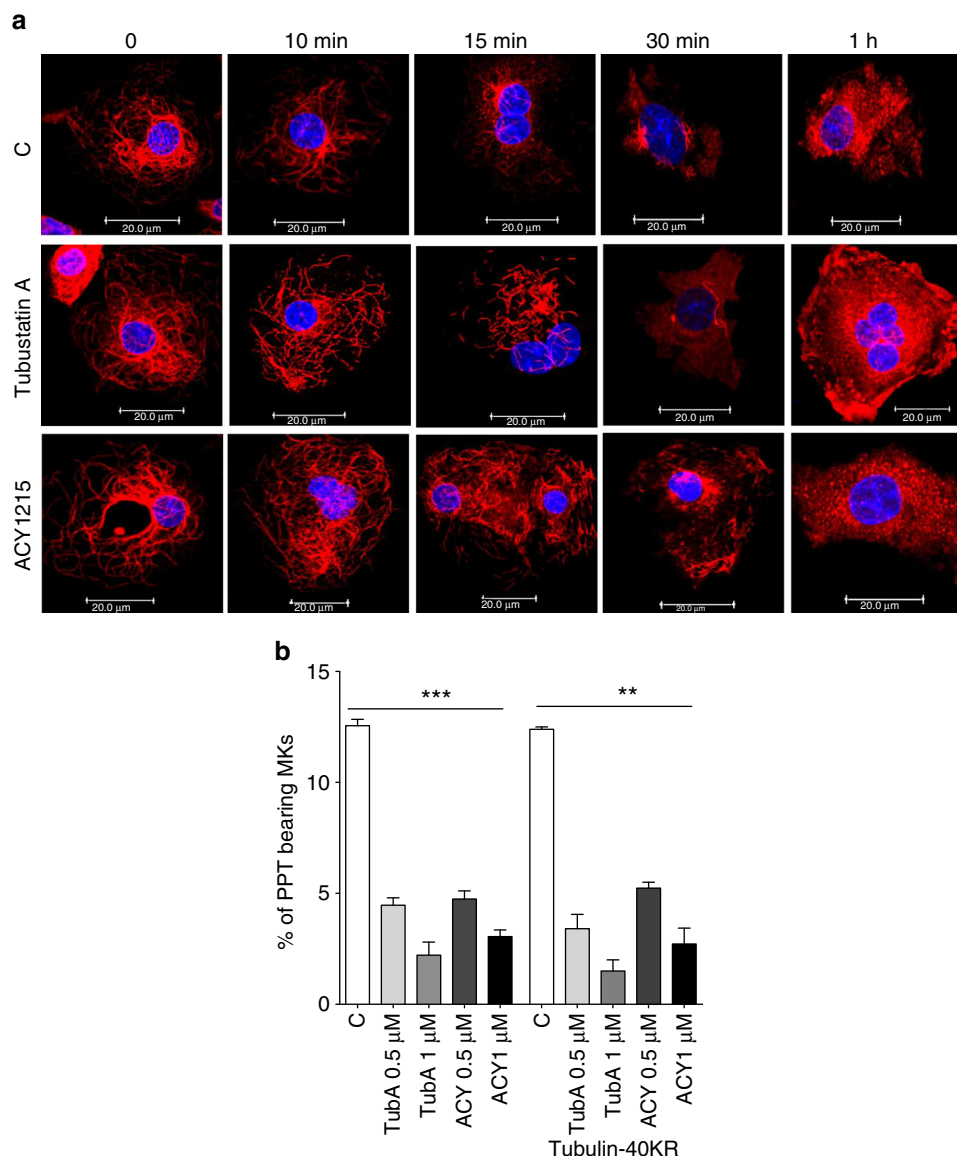 a
0 10 min 15 min 30 min 1 h
C
20.0 µm 20.0 µm 20.0 µm 20.0 µm 20.0 µm
Tubustatin A
20.0 µm 20.0 µm 20.0 µm 20.0 µm 20.0 µm
ACY1215
20.0 µm 20.0 µm 20.0 µm 20.0 µm 20.0 µm
b
% of PPT bearing MKs
15
10
5
0
*** **
C TubA 0.5 µM TubA 1 µM ACY 0.5 µM ACY1 µM C TubA 0.5 µM TubA 1 µM ACY 0.5 µM ACY1 µM
Tubulin-40KR